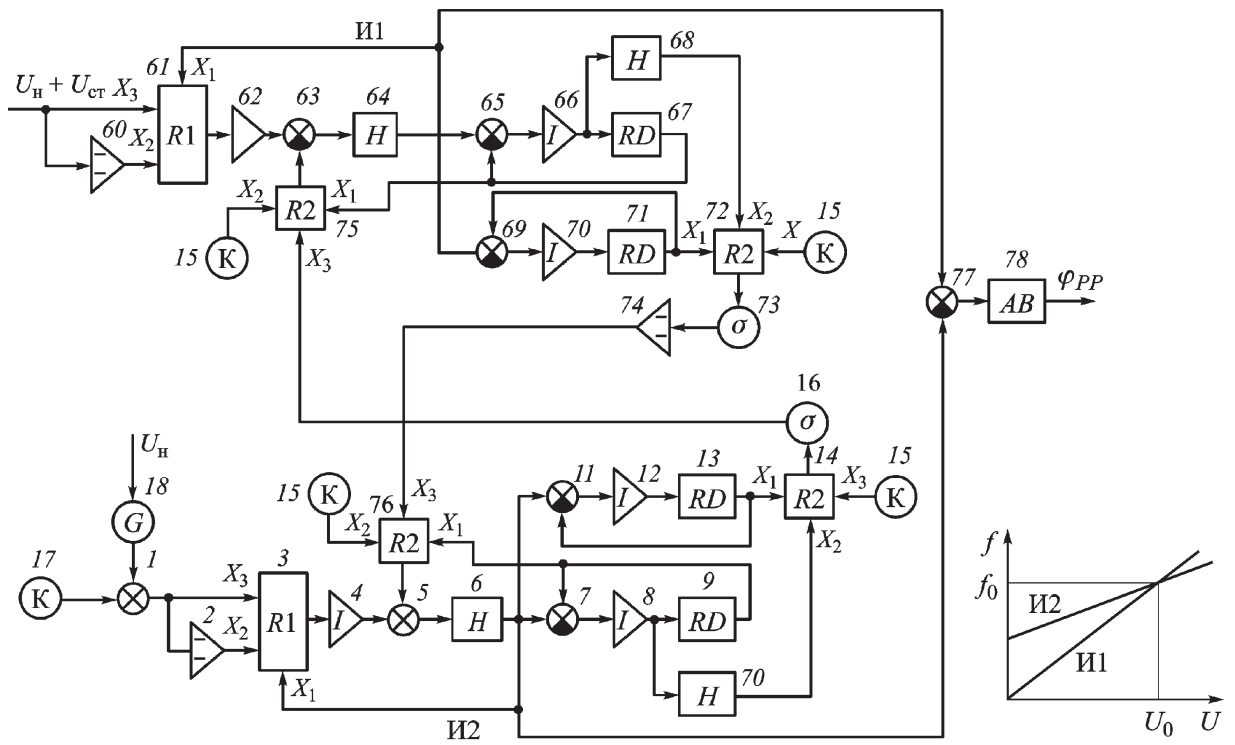 И1
68
H
61
X₁
Uн + Uст X₃
62
63
64
65
66
67
60
X₂
R1
H
I
RD
X₂
X₁
R2
75
15
К
X₃
69
I
70
71
RD
X₁
72
X₂
R2
X
15
К
77
78
AB
φPP
74
σ
73
16
σ
Uн
18
G
17
К
1
2
X₃
X₂
3
R1
X₁
4
I
15
К
76
X₂
X₃
R2
X₁
5
6
H
11
12
I
13
RD
X₁
14
R2
X₃
15
К
X₂
7
8
I
9
RD
H
70
И2
f
f₀
И2
И1
U₀
U